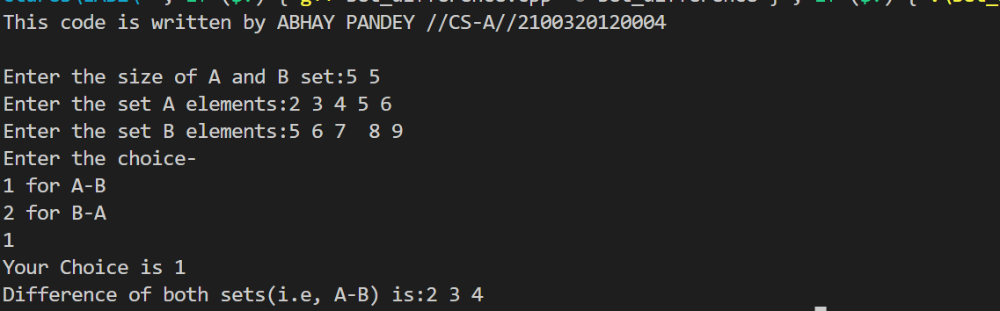 This code is written by ABHAY PANDEY //CS-A//2100320120004
Enter the size of A and B set:5 5
Enter the set A elements:2 3 4 5 6
Enter the set B elements:5 6 7  8 9
Enter the choice-
1 for A-B
2 for B-A
1
Your Choice is 1
Difference of both sets(i.e, A-B) is:2 3 4